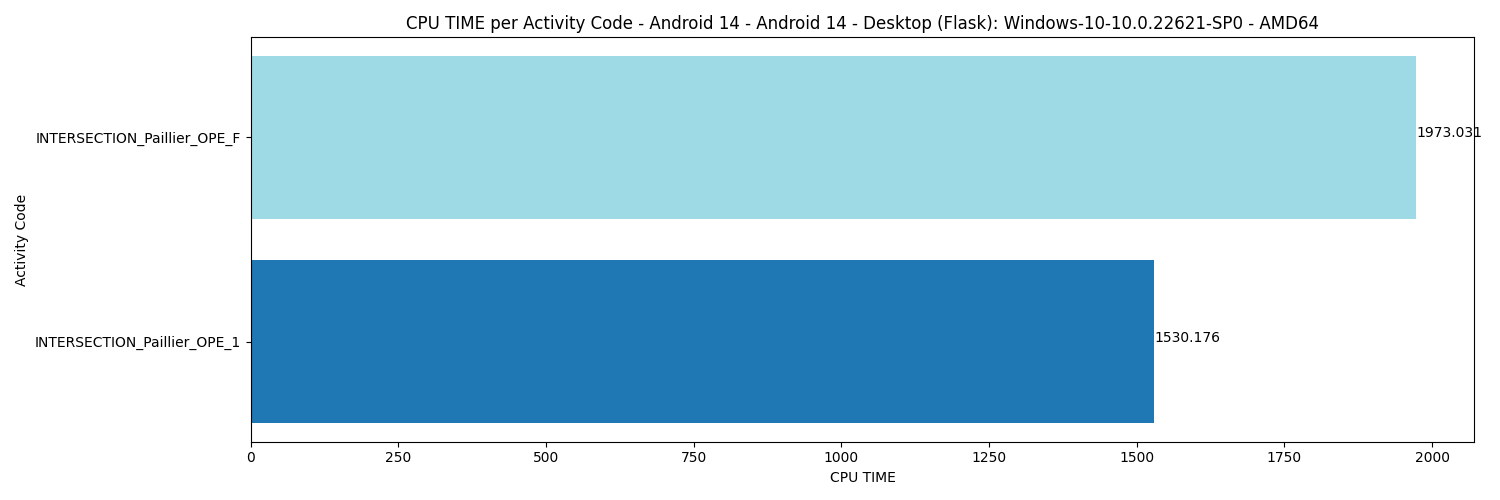 CPU TIME per Activity Code - Android 14 - Android 14 - Desktop (Flask): Windows-10-10.0.22621-SP0 - AMD64
INTERSECTION_Paillier_OPE_F
1973.031
Activity Code
INTERSECTION_Paillier_OPE_1
1530.176
0 250 500 750 1000 1250 1500 1750 2000
CPU TIME